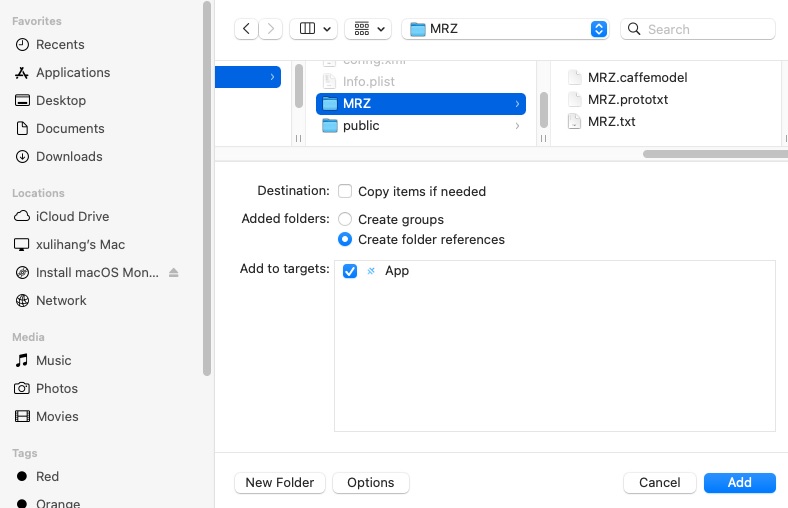 Favorites
Recents
Applications
Desktop
Documents
Downloads
Locations
iCloud Drive
xulihang's Mac
Install macOS Mon...
Network
Media
Music
Photos
Movies
Tags
Red
Orange
MRZ
Search
config.xml
Info.plist
MRZ
public
MRZ.caffemodel
MRZ.prototxt
MRZ.txt
Destination: Copy items if needed
Added folders: Create groups
Create folder references
Add to targets: App
New Folder
Options
Cancel
Add